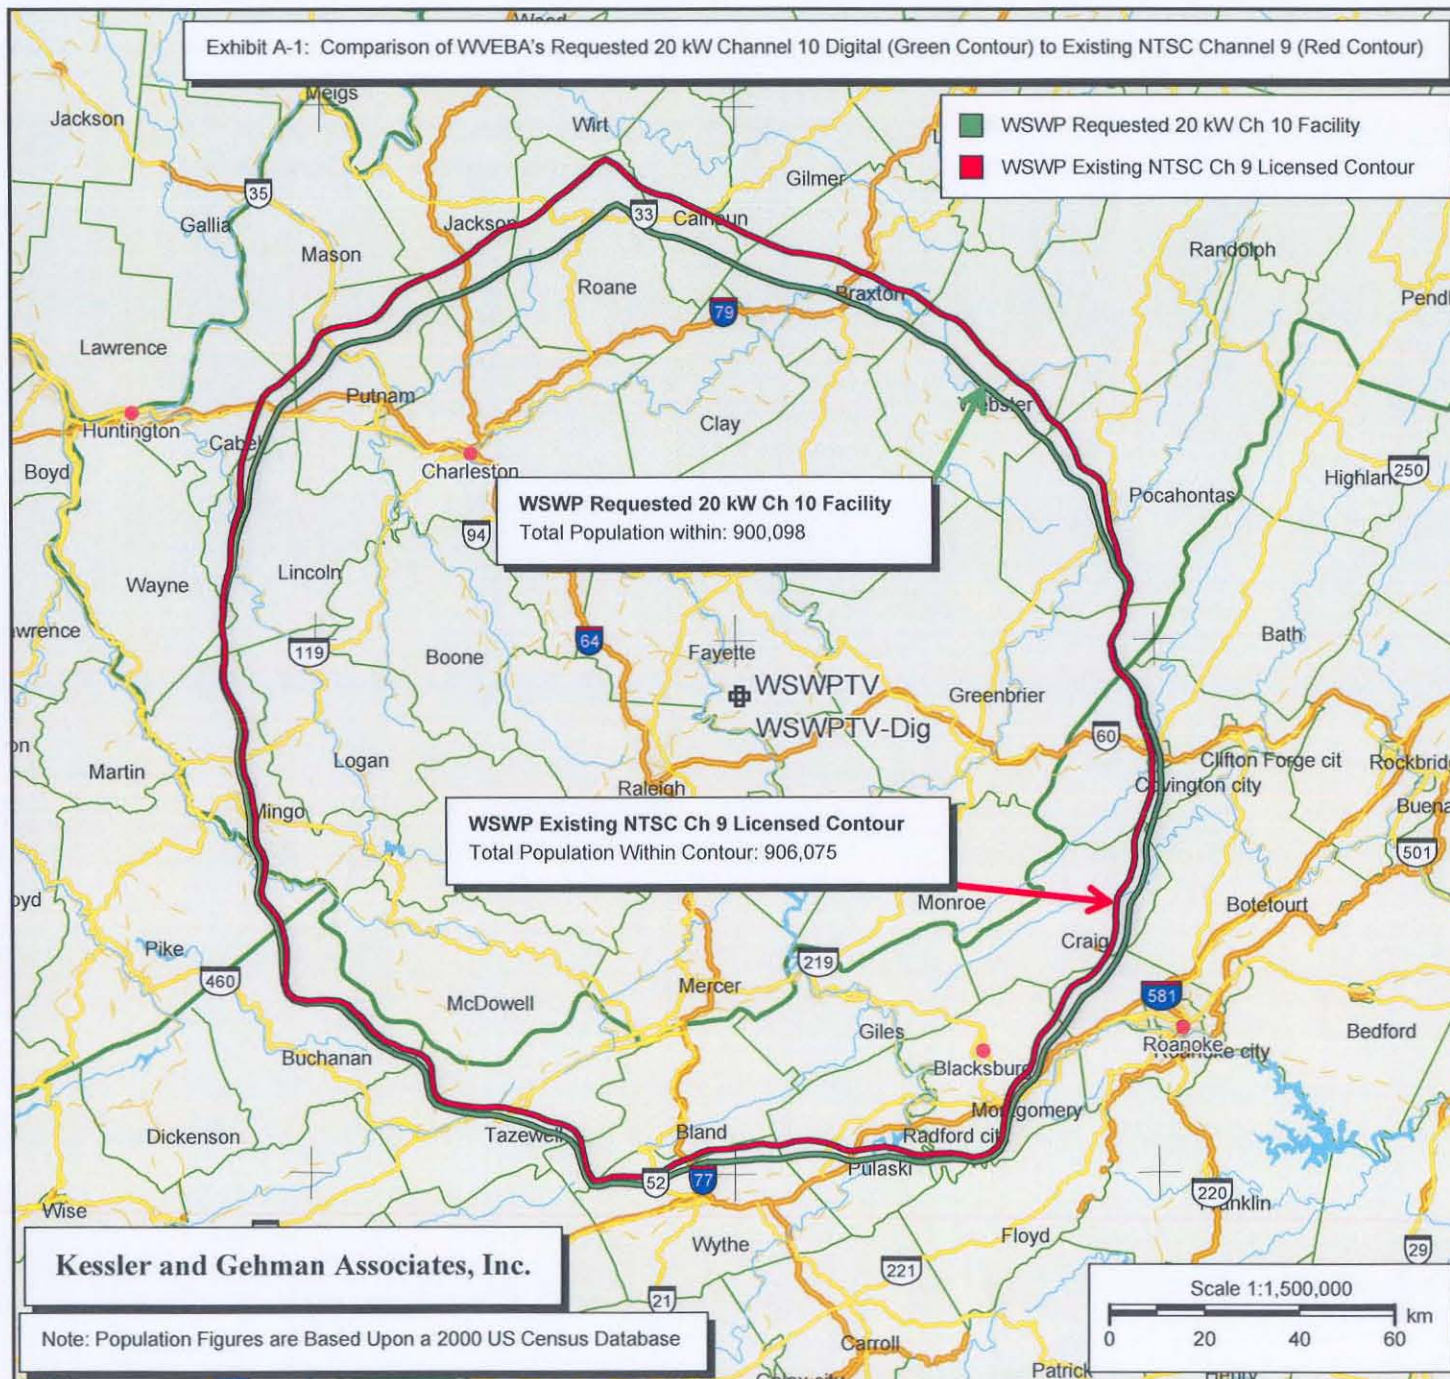 Exhibit A-1: Comparison of WVEBA's Requested 20 kW Channel 10 Digital (Green Contour) to Existing NTSC Channel 9 (Red Contour)
WSWP Requested 20 kW Ch 10 Facility
WSWP Existing NTSC Ch 9 Licensed Contour
Meigs
Jackson
Wirt
Gilmer
35
Gallia
Jackson
33
Calhoun
Mason
Randolph
Roane
Braxton
79
Lawrence
Putnam
Webster
Huntington
Cabell
Clay
Charleston
Boyd
Highland
250
Pocahontas
WSWP Requested 20 kW Ch 10 Facility
Total Population within: 900,098
94
Wayne
Lincoln
64
Bath
119
Boone
Fayette
WSWPTV
Greenbrier
WSWPTV-Dig
60
Logan
Clifton Forge cit
Martin
Covington city
Raleigh
Mingo
WSWP Existing NTSC Ch 9 Licensed Contour
Total Population Within Contour: 906,075
501
Monroe
Botetourt
Craig
Pike
219
460
Mercer
McDowell
581
Giles
Bedford
Roanoke
Roanoke city
Buchanan
Blacksburg
Montgomery
Dickenson
Tazewell
Bland
Radford city
Pulaski
52
77
220
Franklin
Wise
Floyd
Wythe
29
Kessler and Gehman Associates, Inc.
221
21
Scale 1:1,500,000
km
0 20 40 60
Note: Population Figures are Based Upon a 2000 US Census Database
Carroll
Patrick